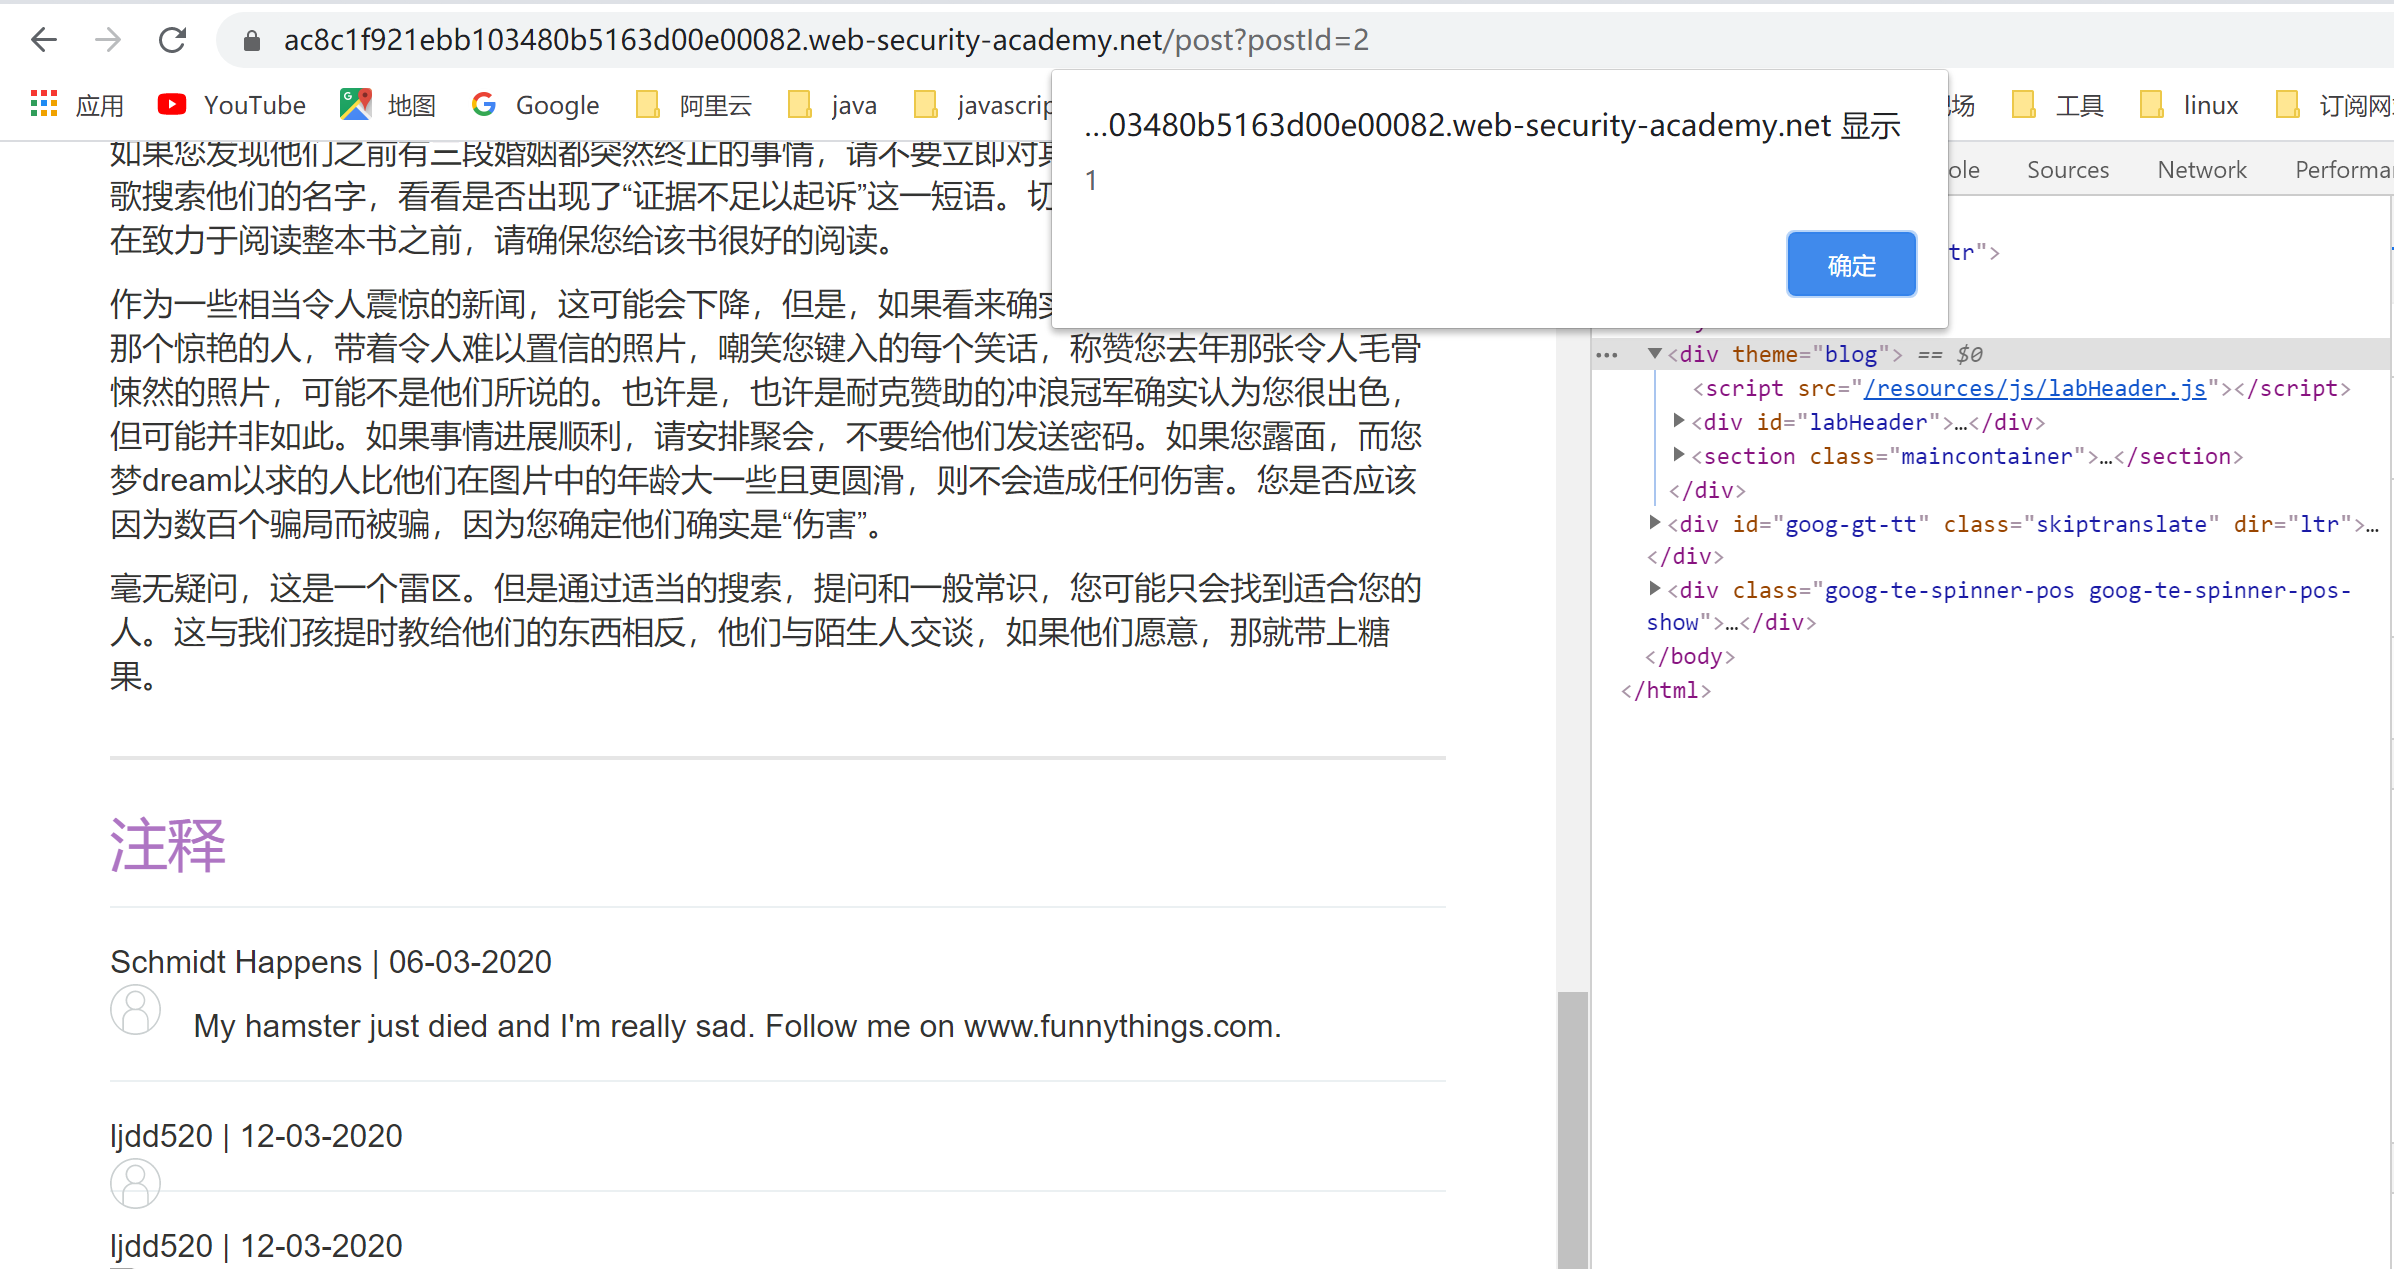 ac8c1f921ebb103480b5163d00e00082.web-security-academy.net/post?postId=2
应用 YouTube 地图 Google 阿里云 java javascrip 场 工具 linux 订阅网
...03480b5163d00e00082.web-security-academy.net 显示
1
确定
ole Sources Network Performa
如果您发现他们之前有三段婚姻都突然终止的事情，请不要立即对其
歌搜索他们的名字，看看是否出现了“证据不足以起诉”这一短语。切
在致力于阅读整本书之前，请确保您给该书很好的阅读。
作为一些相当令人震惊的新闻，这可能会下降，但是，如果看来确实
那个惊艳的人，带着令人难以置信的照片，嘲笑您键入的每个笑话，称赞您去年那张令人毛骨
悚然的照片，可能不是他们所说的。也许是，也许是耐克赞助的冲浪冠军确实认为您很出色，
但可能并非如此。如果事情进展顺利，请安排聚会，不要给他们发送密码。如果您露面，而您
梦dream以求的人比他们在图片中的年龄大一些且更圆滑，则不会造成任何伤害。您是否应该
因为数百个骗局而被骗，因为您确定他们确实是“伤害”。
毫无疑问，这是一个雷区。但是通过适当的搜索，提问和一般常识，您可能只会找到适合您的
人。这与我们孩提时教给他们的东西相反，他们与陌生人交谈，如果他们愿意，那就带上糖
果。
注释
Schmidt Happens | 06-03-2020
My hamster just died and I'm really sad. Follow me on www.funnythings.com.
ljdd520 | 12-03-2020
ljdd520 | 12-03-2020
tr">
… <div theme="blog"> == $0
<script src="/resources/js/labHeader.js"></script>
<div id="labHeader">…</div>
<section class="maincontainer">…</section>
</div>
<div id="goog-gt-tt" class="skiptranslate" dir="ltr">…
</div>
<div class="goog-te-spinner-pos goog-te-spinner-pos-
show">…</div>
</body>
</html>